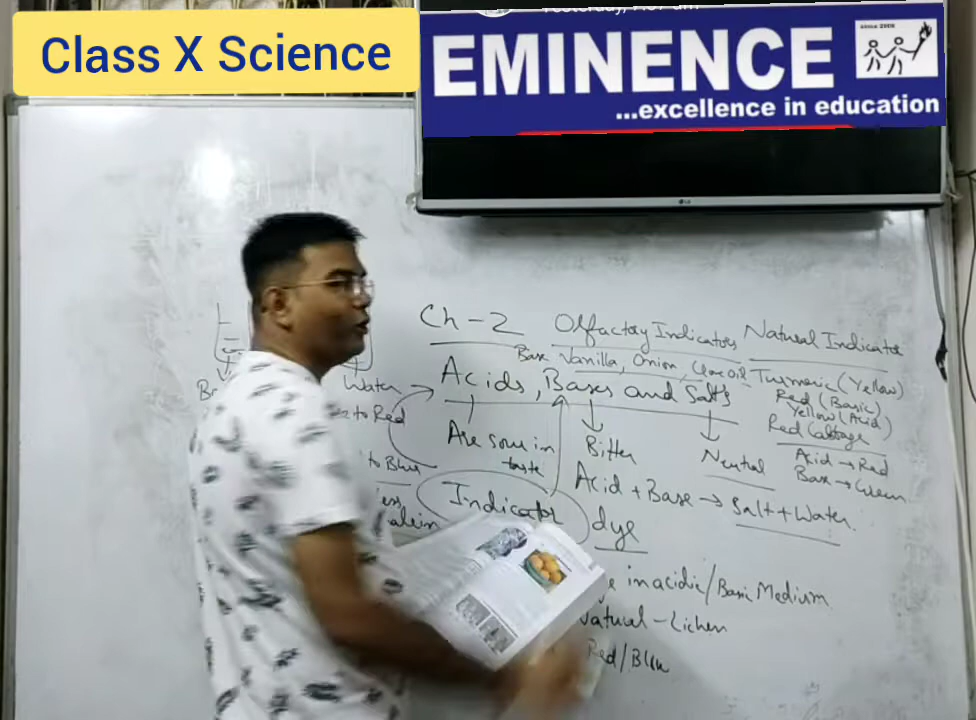 Class X Science
EMINENCE
SINCE 2008
...excellence in education
LG
Ch-2
Olfactory Indicators
Natural Indicator
Base Vanilla, Onion, Clove Oil
Turmeric (Yellow)
Red (Basic)
Yellow (Acid)
Red Cabbage
Acid → Red
Base → Green
Acids, Bases and Salts
Are sour in
taste
Bitter
Neutral
Acid + Base → Salt + Water
Indicator
dye
in acidic/Basic Medium
Natural - Lichen
Red/Blue
Water
to Red
to Blue